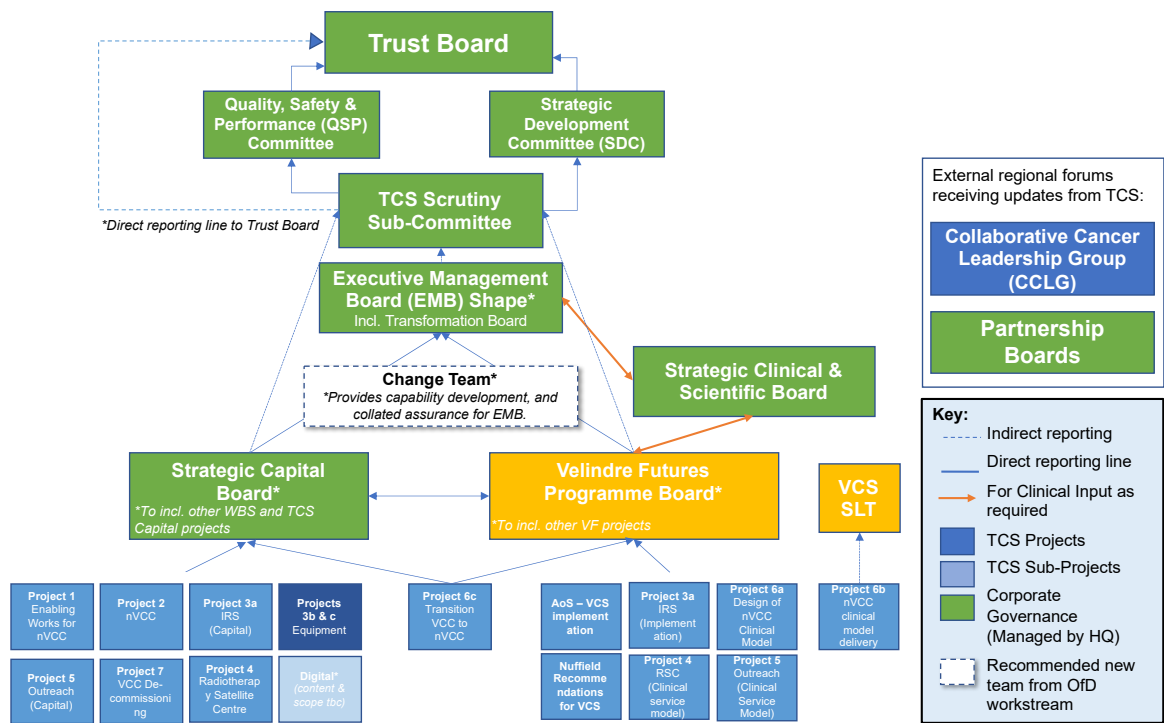 Trust Board
Quality, Safety &
Performance (QSP)
Committee
Strategic
Development
Committee (SDC)
TCS Scrutiny
Sub-Committee
*Direct reporting line to Trust Board
Executive Management
Board (EMB) Shape*
Incl. Transformation Board
Change Team*
*Provides capability development, and
collated assurance for EMB.
Strategic Clinical &
Scientific Board
Strategic Capital
Board*
*To incl. other WBS and TCS
Capital projects
Velindre Futures
Programme Board*
*To incl. other VF projects
VCS
SLT
Project 1
Enabling
Works for
nVCC
Project 2
nVCC
Project 3a
IRS
(Capital)
Projects
3b & c
Equipment
Project 6c
Transition
VCC to
nVCC
AoS – VCS
Implement
ation
Project 3a
IRS
(Implement
ation)
Project 6a
Design of
nVCC
Clinical
Model
Project 6b
nVCC
clinical
model
delivery
Project 5
Outreach
(Capital)
Project 7
VCC De-
commissioni
ng
Project 4
Radiotherap
y Satellite
Centre
Digital*
(content &
scope tbc)
Nuffield
Recomme
ndations
for VCS
Project 4
RSC
(Clinical
service
model)
Project 5
Outreach
(Clinical
Service
Model)
External regional forums
receiving updates from TCS:
Collaborative Cancer
Leadership Group
(CCLG)
Partnership
Boards
Key:
Indirect reporting
Direct reporting line
For Clinical Input as
required
TCS Projects
TCS Sub-Projects
Corporate
Governance
(Managed by HQ)
Recommended new
team from OfD
workstream